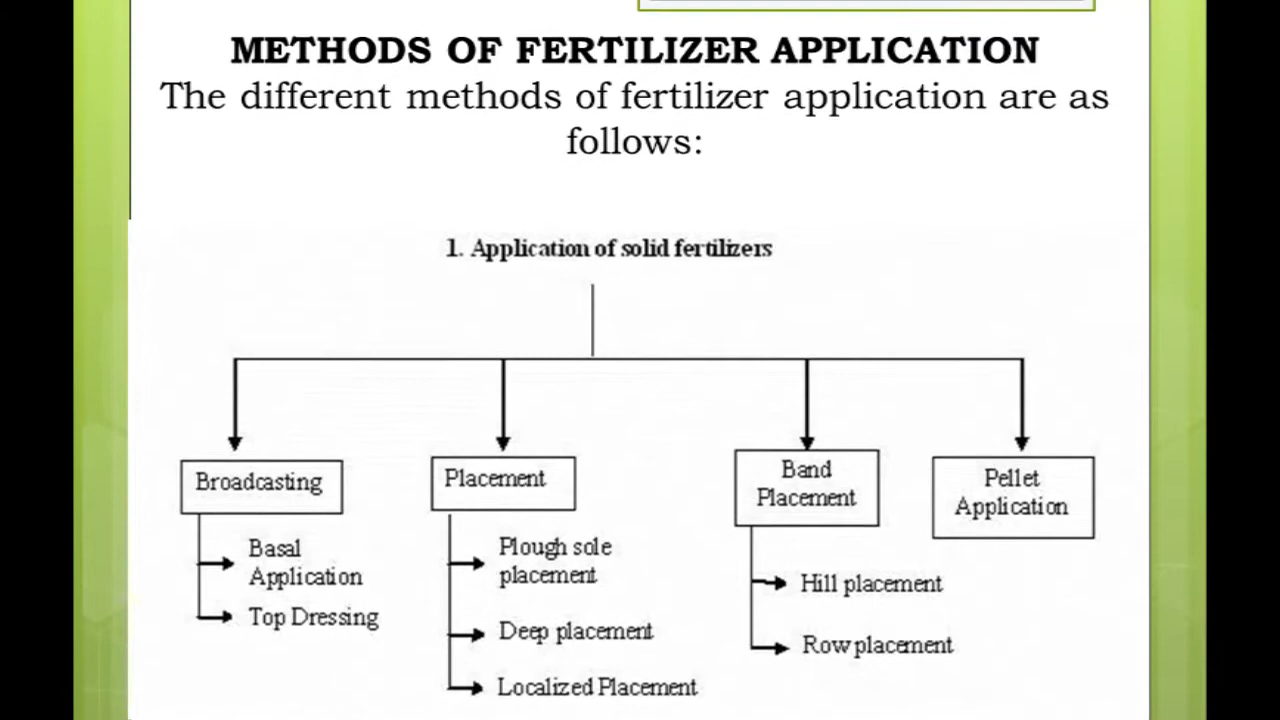 METHODS OF FERTILIZER APPLICATION
The different methods of fertilizer application are as
follows:
1. Application of solid fertilizers
Broadcasting
Basal
Application
Top Dressing
Placement
Plough sole
placement
Deep placement
Localized Placement
Band
Placement
Hill placement
Row placement
Pellet
Application